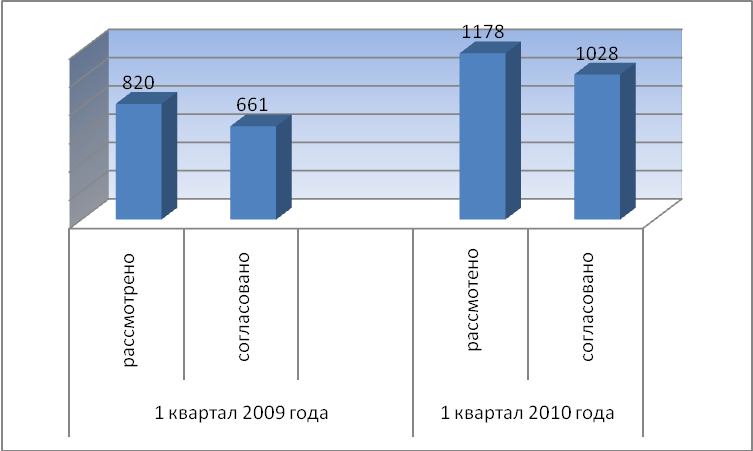 1178
1028
820
661
рассмотрено
согласовано
рассмотено
согласовано
1 квартал 2009 года
1 квартал 2010 года